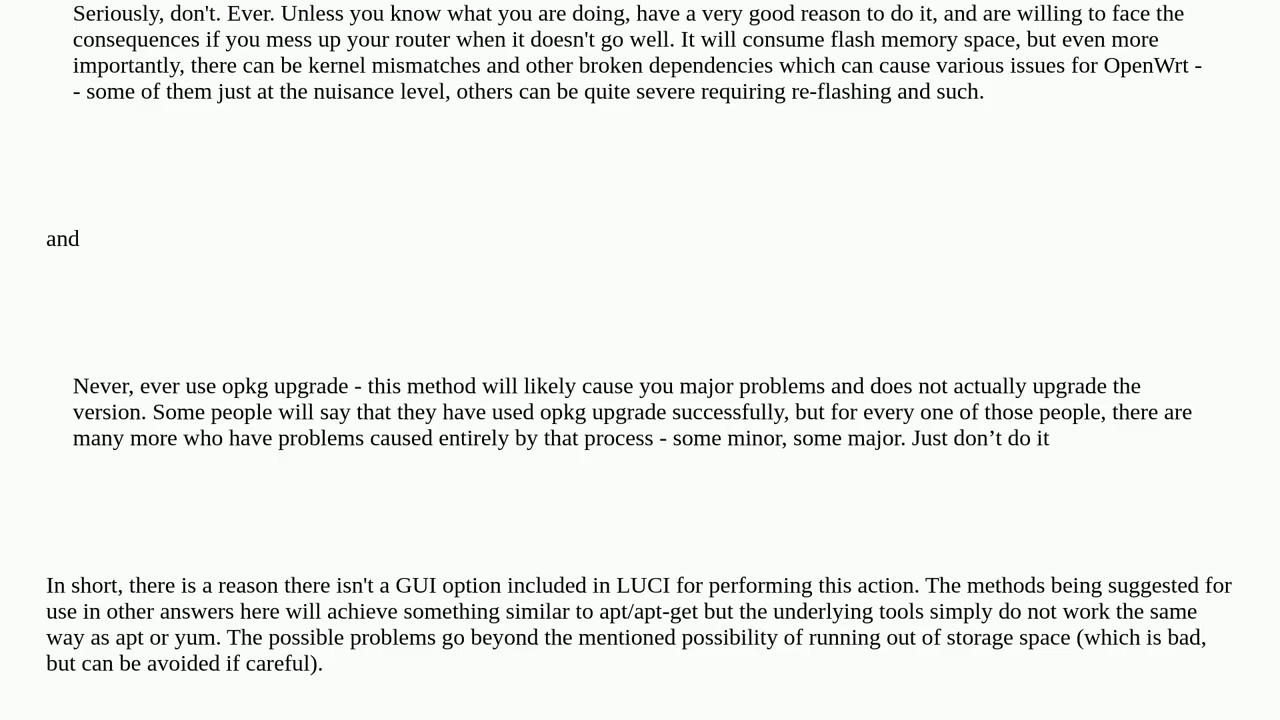 Seriously, don't. Ever. Unless you know what you are doing, have a very good reason to do it, and are willing to face the
consequences if you mess up your router when it doesn't go well. It will consume flash memory space, but even more
importantly, there can be kernel mismatches and other broken dependencies which can cause various issues for OpenWrt -
- some of them just at the nuisance level, others can be quite severe requiring re-flashing and such.
and
Never, ever use opkg upgrade - this method will likely cause you major problems and does not actually upgrade the
version. Some people will say that they have used opkg upgrade successfully, but for every one of those people, there are
many more who have problems caused entirely by that process - some minor, some major. Just don’t do it
In short, there is a reason there isn't a GUI option included in LUCI for performing this action. The methods being suggested for
use in other answers here will achieve something similar to apt/apt-get but the underlying tools simply do not work the same
way as apt or yum. The possible problems go beyond the mentioned possibility of running out of storage space (which is bad,
but can be avoided if careful).